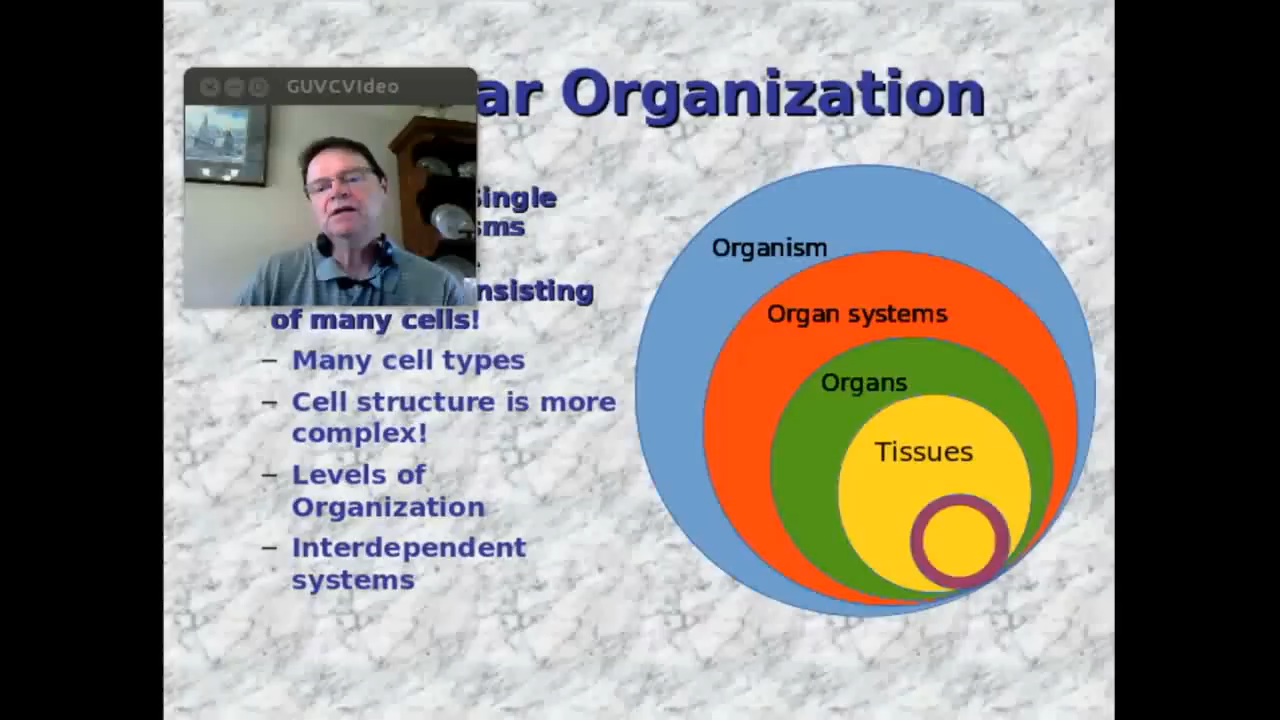 GUVCVIdeo
ar Organization
single
sms
nsisting
of many cells!
– Many cell types
– Cell structure is more
complex!
– Levels of
Organization
– Interdependent
systems
Organism
Organ systems
Organs
Tissues